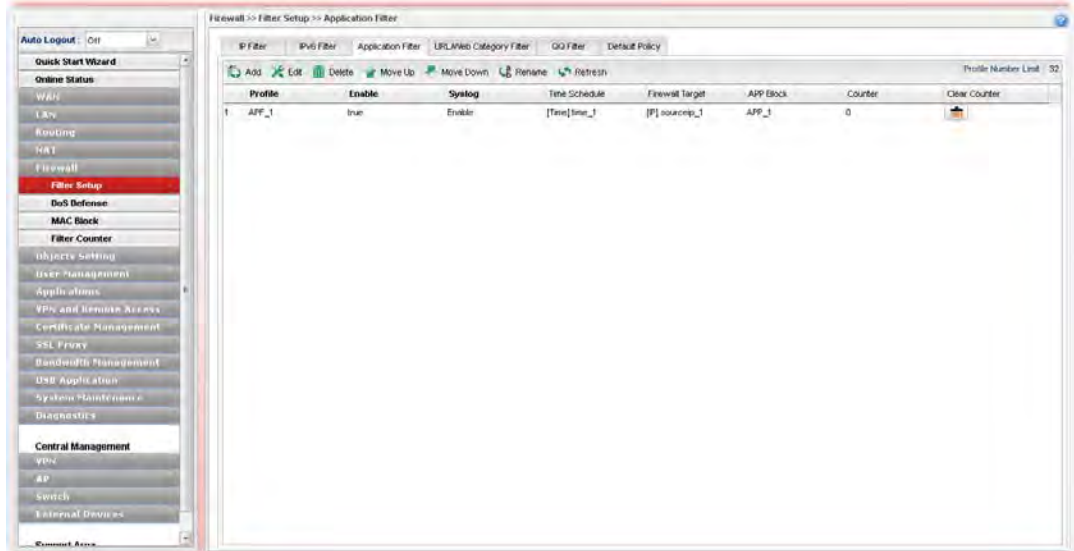 Firewall >> Filter Setup >> Application Filter
Auto Logout : Off
Quick Start Wizard
Online Status
WAN
LAN
Routing
NAT
Firewall
Filter Setup
DoS Defense
MAC Block
Filter Counter
Objects Setting
User Management
Applications
VPN and Remote Access
Certificate Management
SSL Proxy
Bandwidth Management
USB Application
System Maintenance
Diagnostics
Central Management
VPN
AP
Switch
External Devices
Support Area
IP Filter IPv6 Filter Application Filter URL/Web Category Filter QQ Filter Default Policy
Add Edit Delete Move Up Move Down Rename Refresh Profile Number Limit 32
Profile Enable Syslog Time Schedule Firewall Target APP Block Counter Clear Counter
1 APP_1 true Enable [Time] time_1 [IP] sourceip_1 APP_1 0